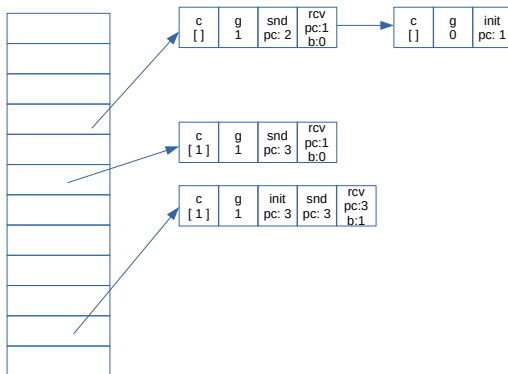 c g snd rcv
[ ] 1 pc: 2 pc:1
b:0
c g init
[ ] 0 pc: 1
c g snd rcv
[ 1 ] 1 pc: 3 pc:1
b:0
c g init snd rcv
[ 1 ] 1 pc: 3 pc: 3 pc:3
b:1